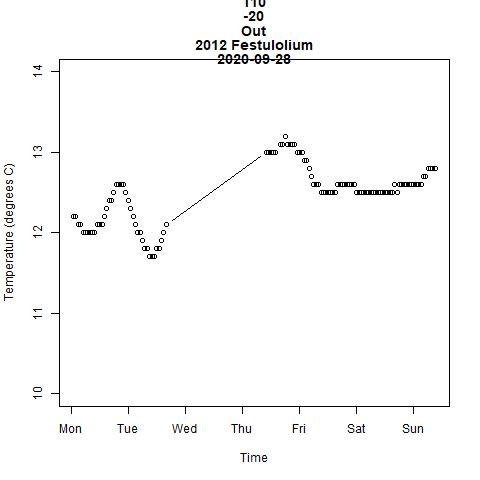 110
-20
Out
2012 Festulolium
2020-09-28
14
13
12
11
10
Temperature (degrees C)
Mon Tue Wed Thu Fri Sat Sun
Time